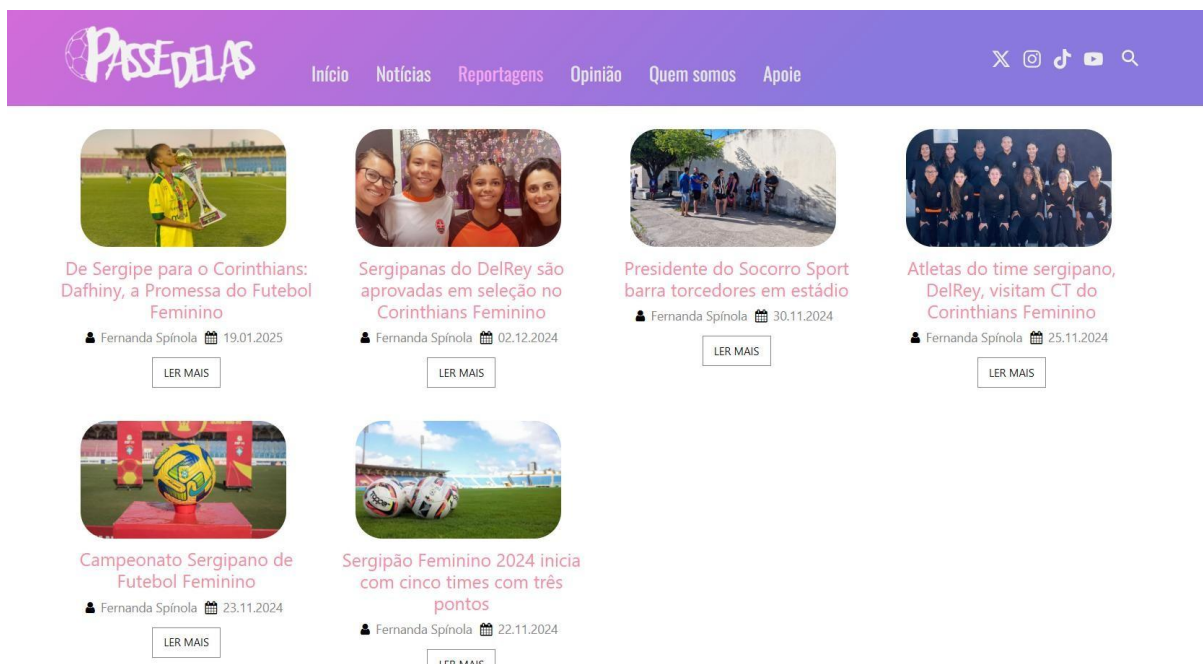 PASSEDELAS
Início Notícias Reportagens Opinião Quem somos Apoie
De Sergipe para o Corinthians:
Dafhiny, a Promessa do Futebol
Feminino
Fernanda Spínola 19.01.2025
LER MAIS
Sergipanas do DelRey são
aprovadas em seleção no
Corinthians Feminino
Fernanda Spínola 02.12.2024
LER MAIS
Presidente do Socorro Sport
barra torcedores em estádio
Fernanda Spínola 30.11.2024
LER MAIS
Atletas do time sergipano,
DelRey, visitam CT do
Corinthians Feminino
Fernanda Spínola 25.11.2024
LER MAIS
Campeonato Sergipano de
Futebol Feminino
Fernanda Spínola 23.11.2024
LER MAIS
Topper
Sergipão Feminino 2024 inicia
com cinco times com três
pontos
Fernanda Spínola 22.11.2024
LER MAIS